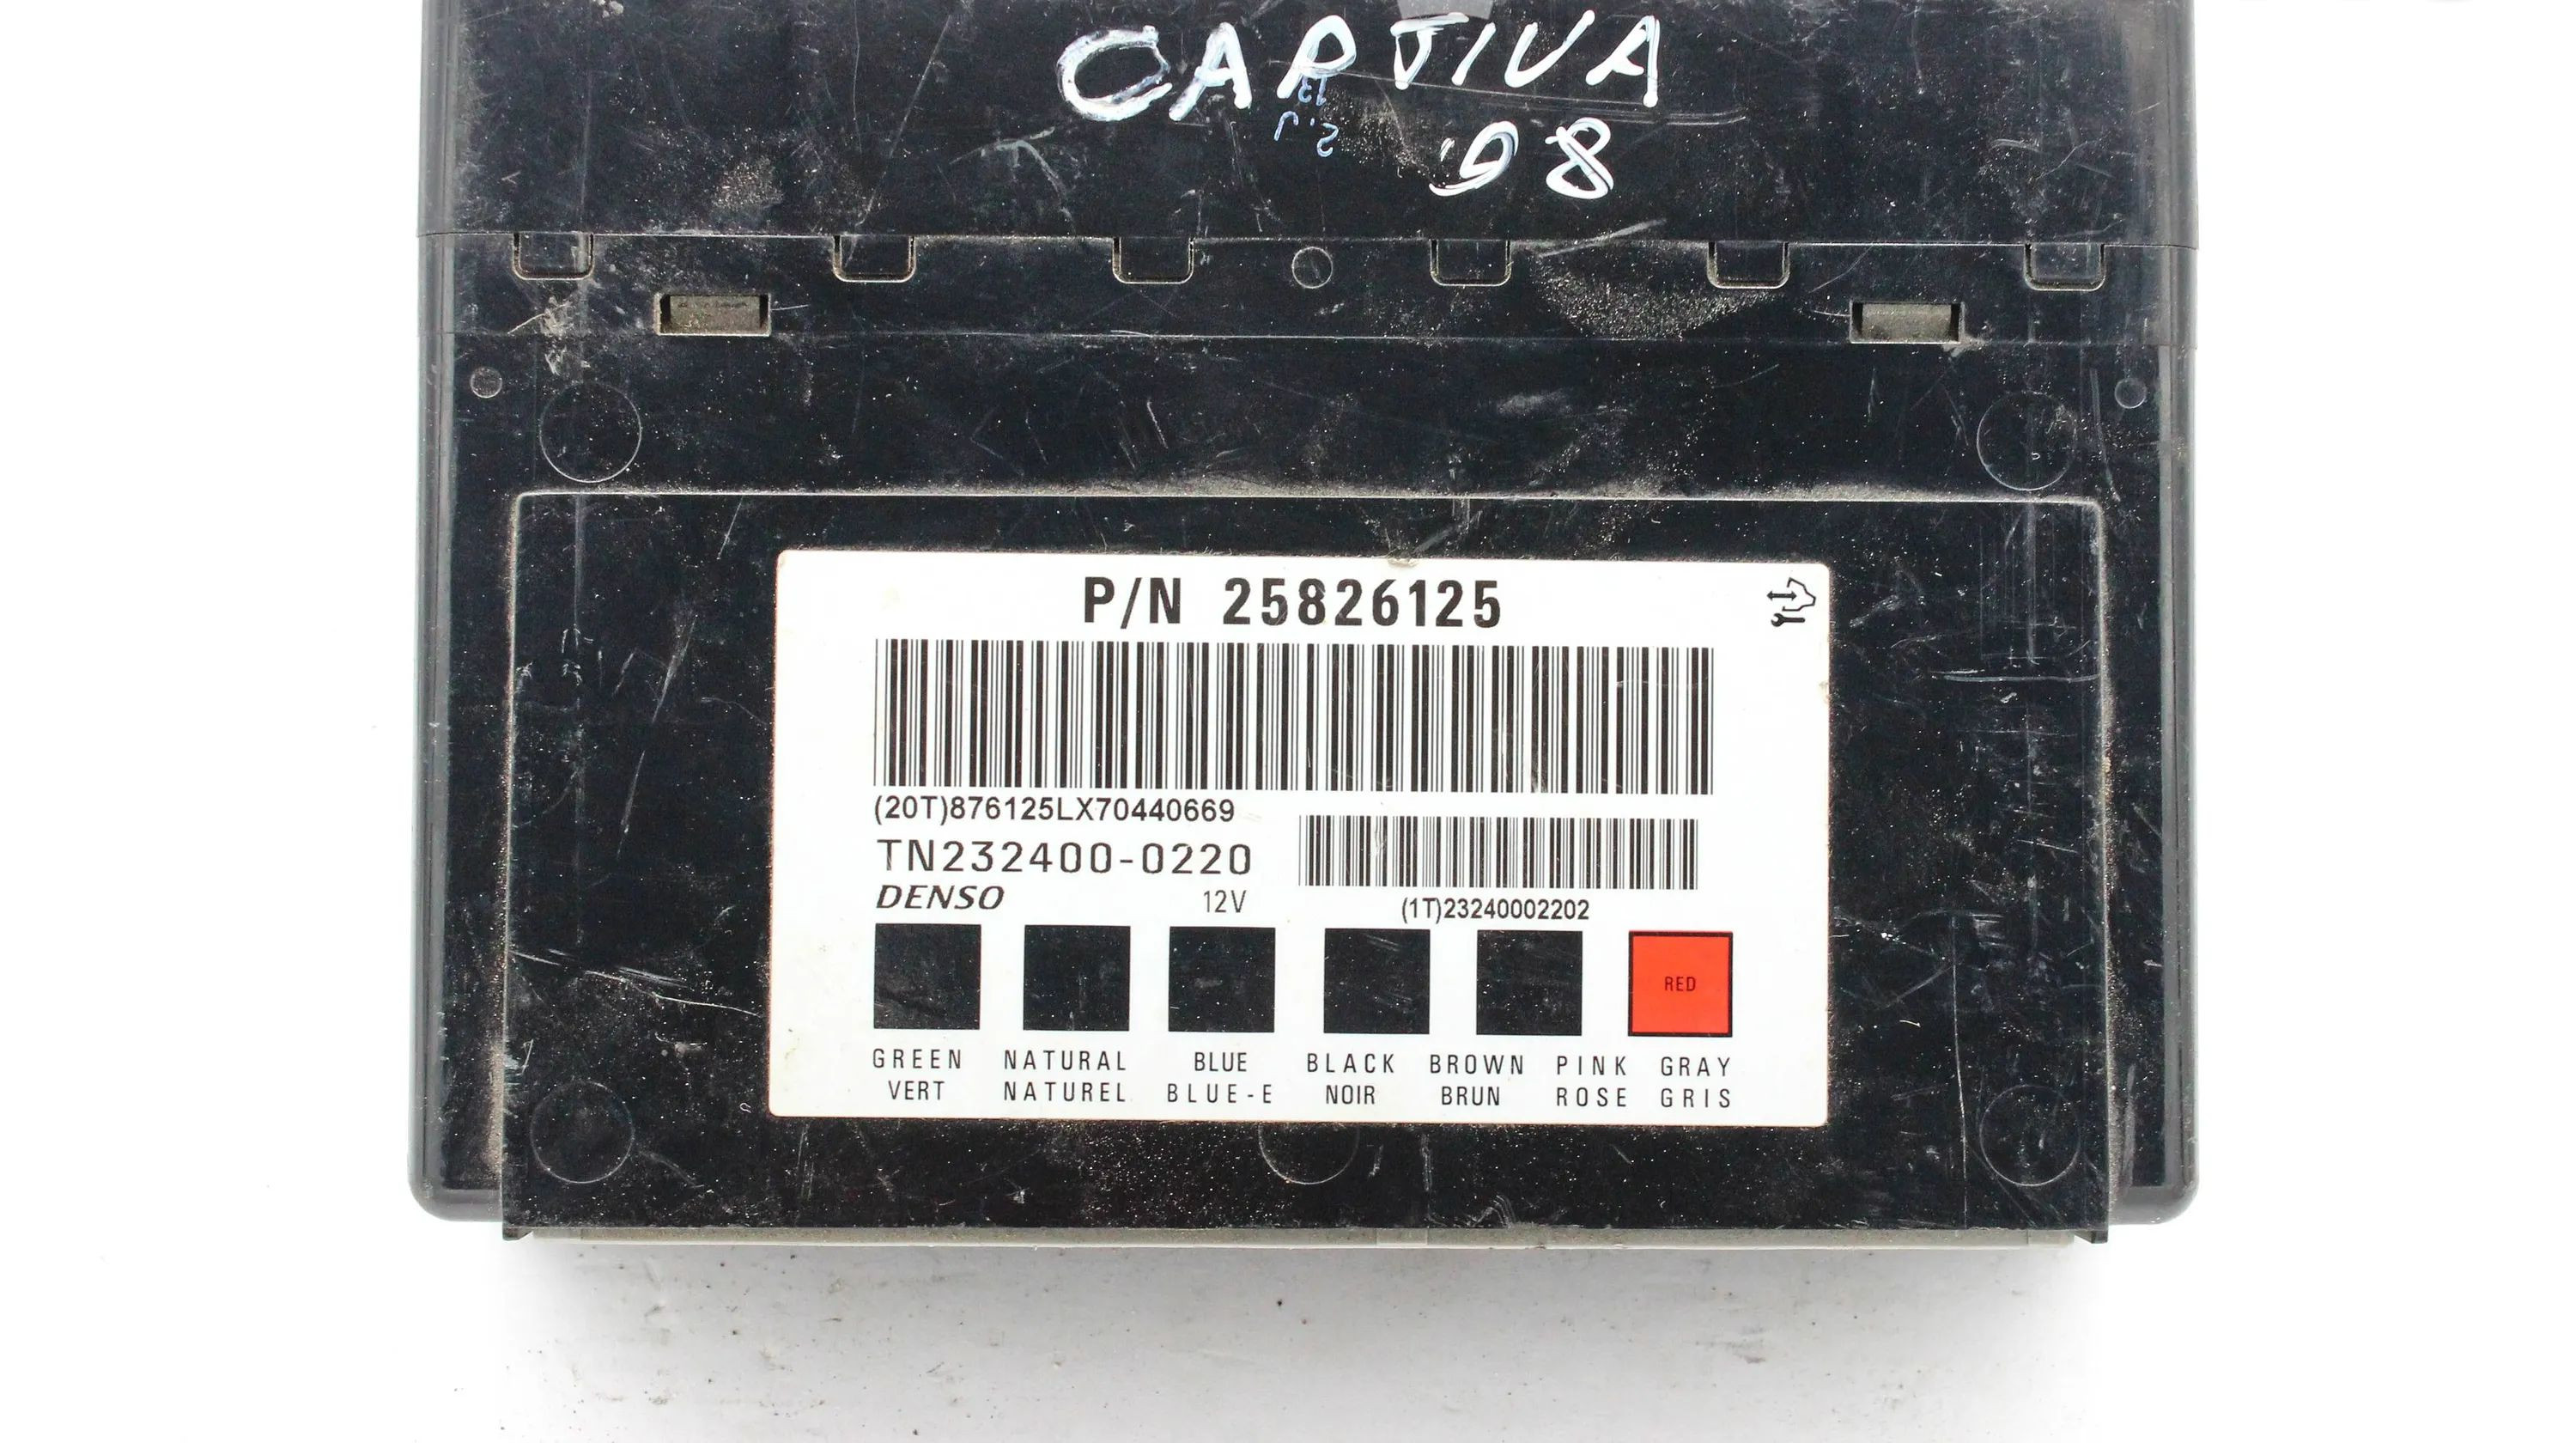 CAPTIVA
'98
P/N 25826125
(20T)876125LX70440669
TN232400-0220
DENSO 12V
(1T)23240002202
RED
GREEN NATURAL BLUE BLACK BROWN PINK GRAY
VERT NATUREL BLUE-E NOIR BRUN ROSE GRIS